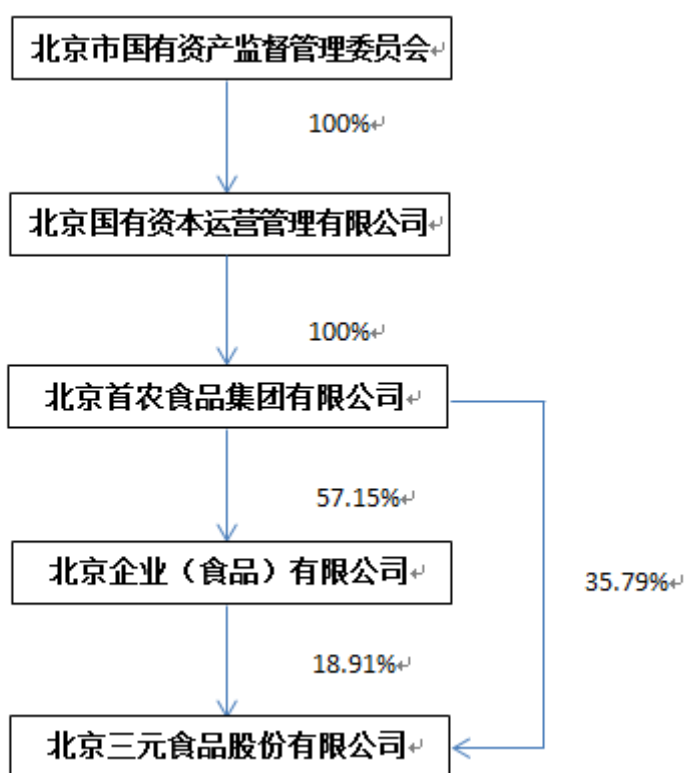 北京市国有资产监督管理委员会
100%
北京国有资本运营管理有限公司
100%
北京首农食品集团有限公司
57.15%
北京企业（食品）有限公司
35.79%
18.91%
北京三元食品股份有限公司